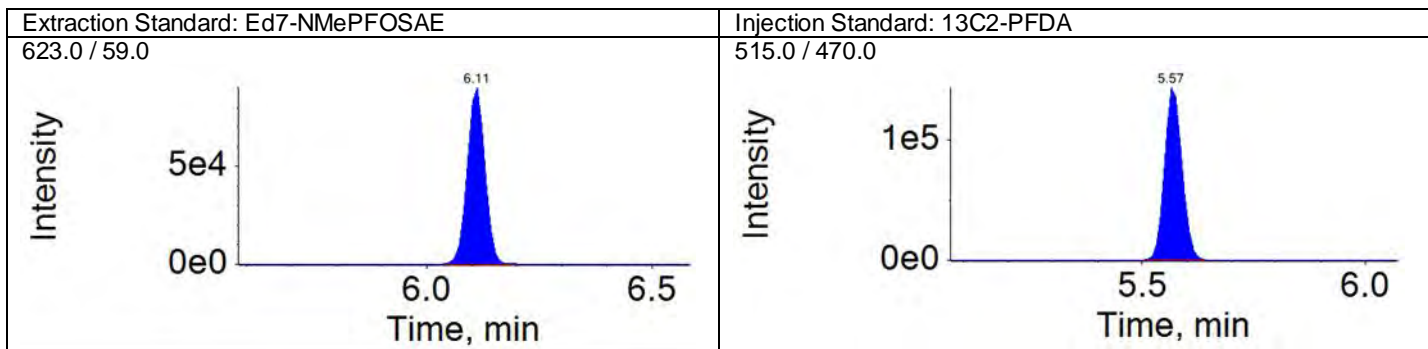 Extraction Standard: Ed7-NMePFOSAE
623.0 / 59.0
6.11
Intensity
5e4
0e0
6.0
6.5
Time, min
Injection Standard: 13C2-PFDA
515.0 / 470.0
5.57
Intensity
1e5
0e0
5.5
6.0
Time, min